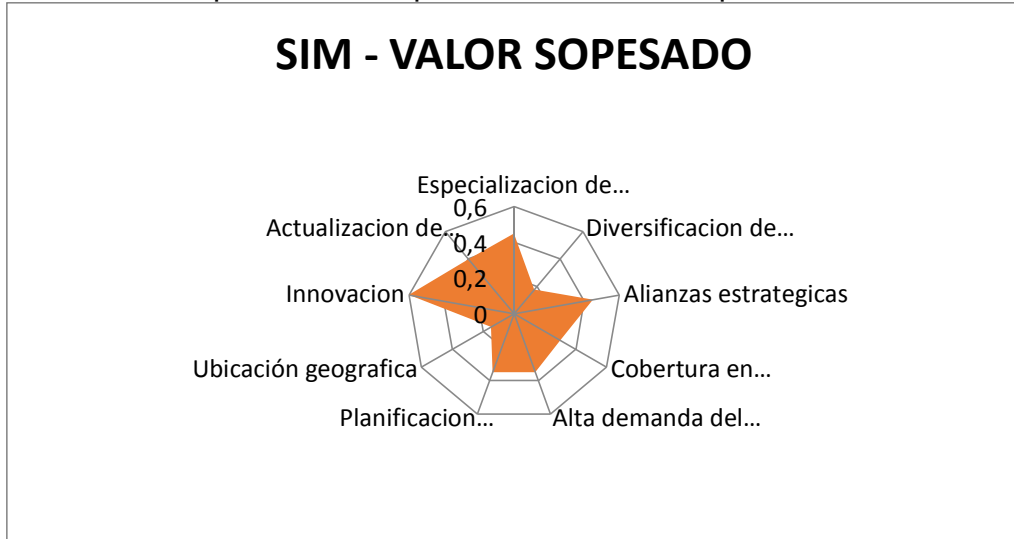 SIM - VALOR SOPESADO
Especializacion de...
0,6
Actualizacion de...
Diversificacion de...
0,4
0,2
Innovacion
Alianzas estrategicas
0
Ubicación geografica
Cobertura en...
Planificacion...
Alta demanda del...